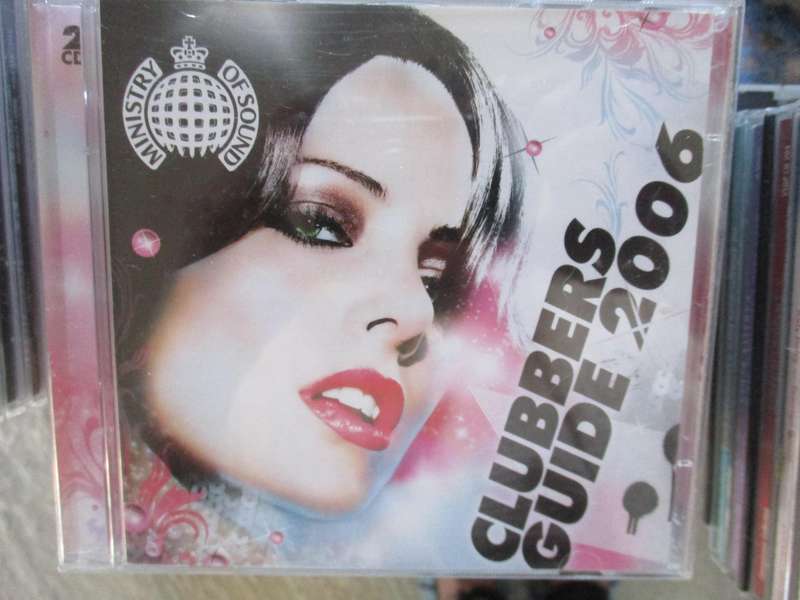 2
CD
MINISTRY OF SOUND
CLUBBERS
GUIDE 2006